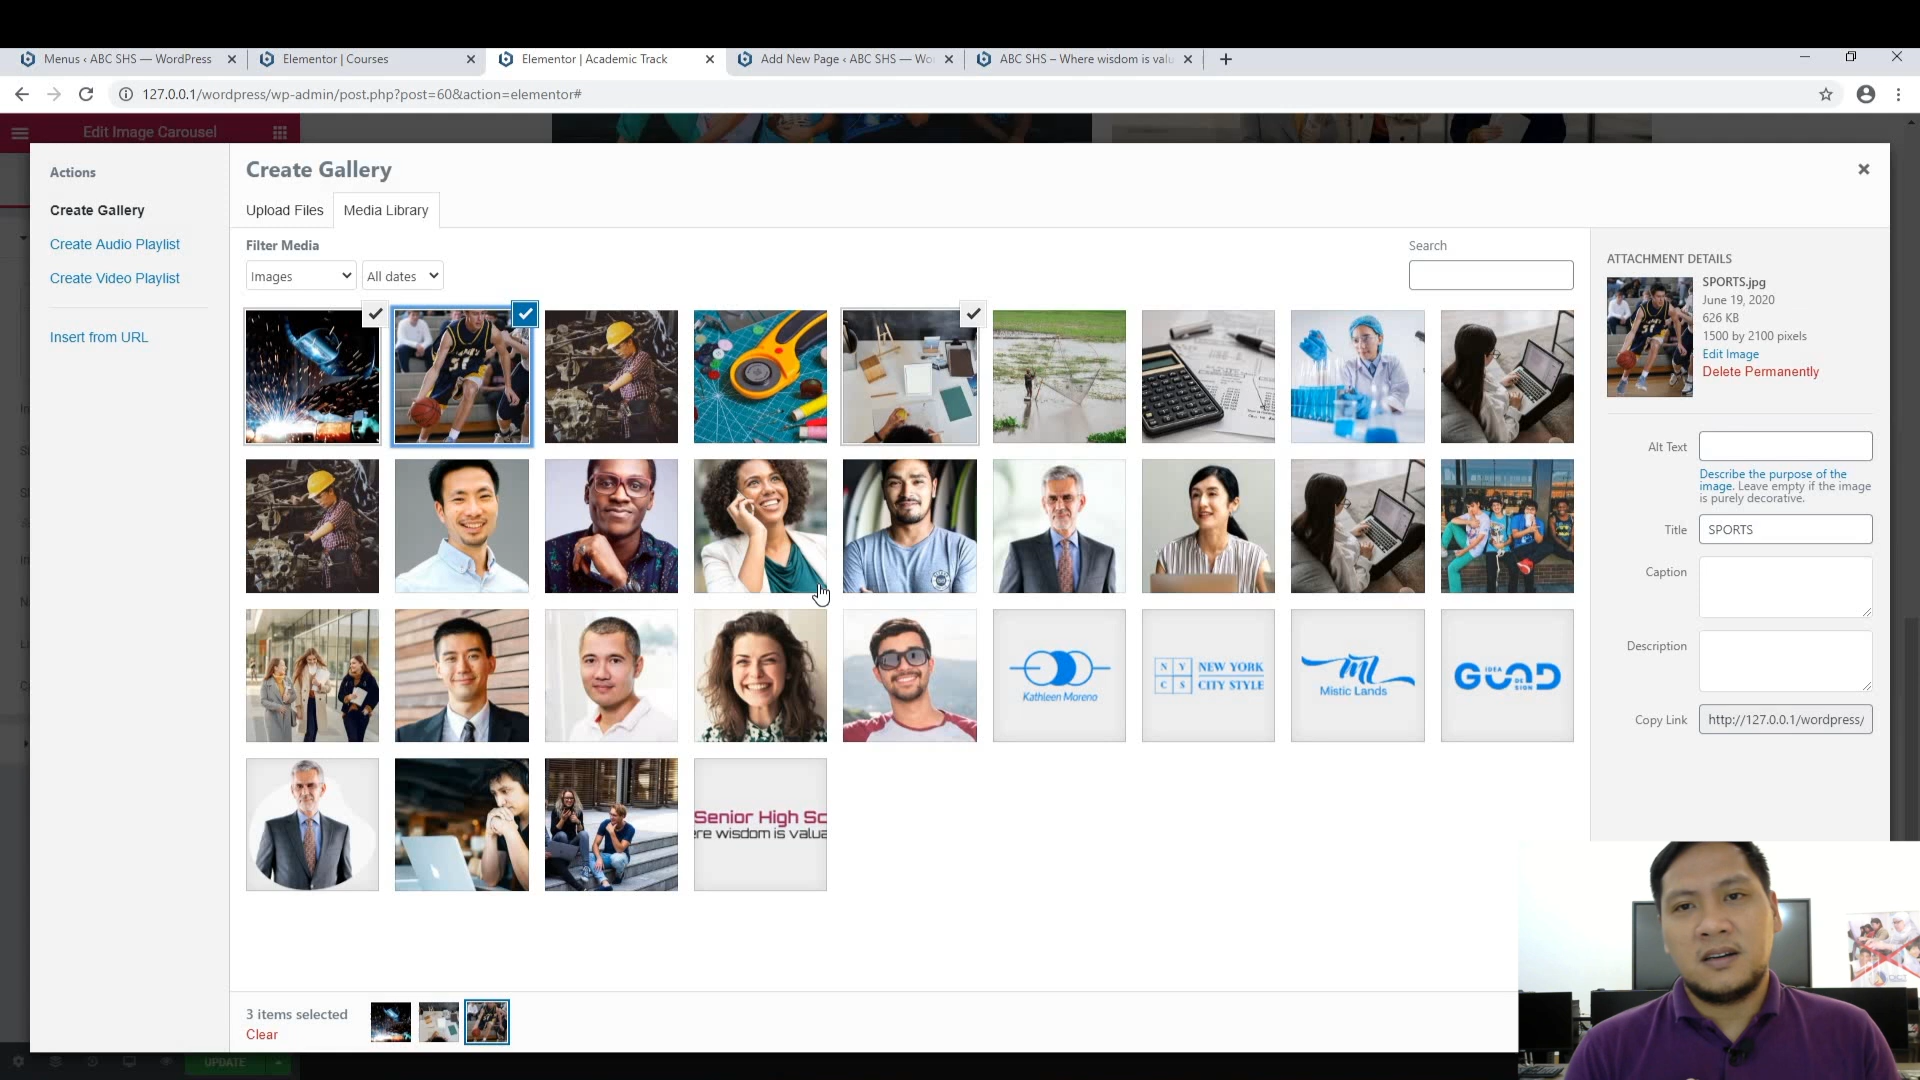 Menus ‹ ABC SHS — WordPress
Elementor | Courses
Elementor | Academic Track
Add New Page ‹ ABC SHS — Wo
ABC SHS – Where wisdom is valu
127.0.0.1/wordpress/wp-admin/post.php?post=60&action=elementor#
Edit Image Carousel
Actions
Create Gallery
Create Audio Playlist
Create Video Playlist
Insert from URL
Create Gallery
Upload Files
Media Library
Filter Media
Images
All dates
Search
ATTACHMENT DETAILS
SPORTS.jpg
June 19, 2020
626 KB
1500 by 2100 pixels
Edit Image
Delete Permanently
Alt Text
Describe the purpose of the
image. Leave empty if the image
is purely decorative.
Title
SPORTS
Caption
Description
Copy Link
http://127.0.0.1/wordpress/
Kathleen Moreno
NY
CS
NEW YORK
CITY STYLE
Mistic Lands
GOOD
IDEA
DE
SIGN
Senior High Sc
re wisdom is valua
3 items selected
Clear
UPDATE